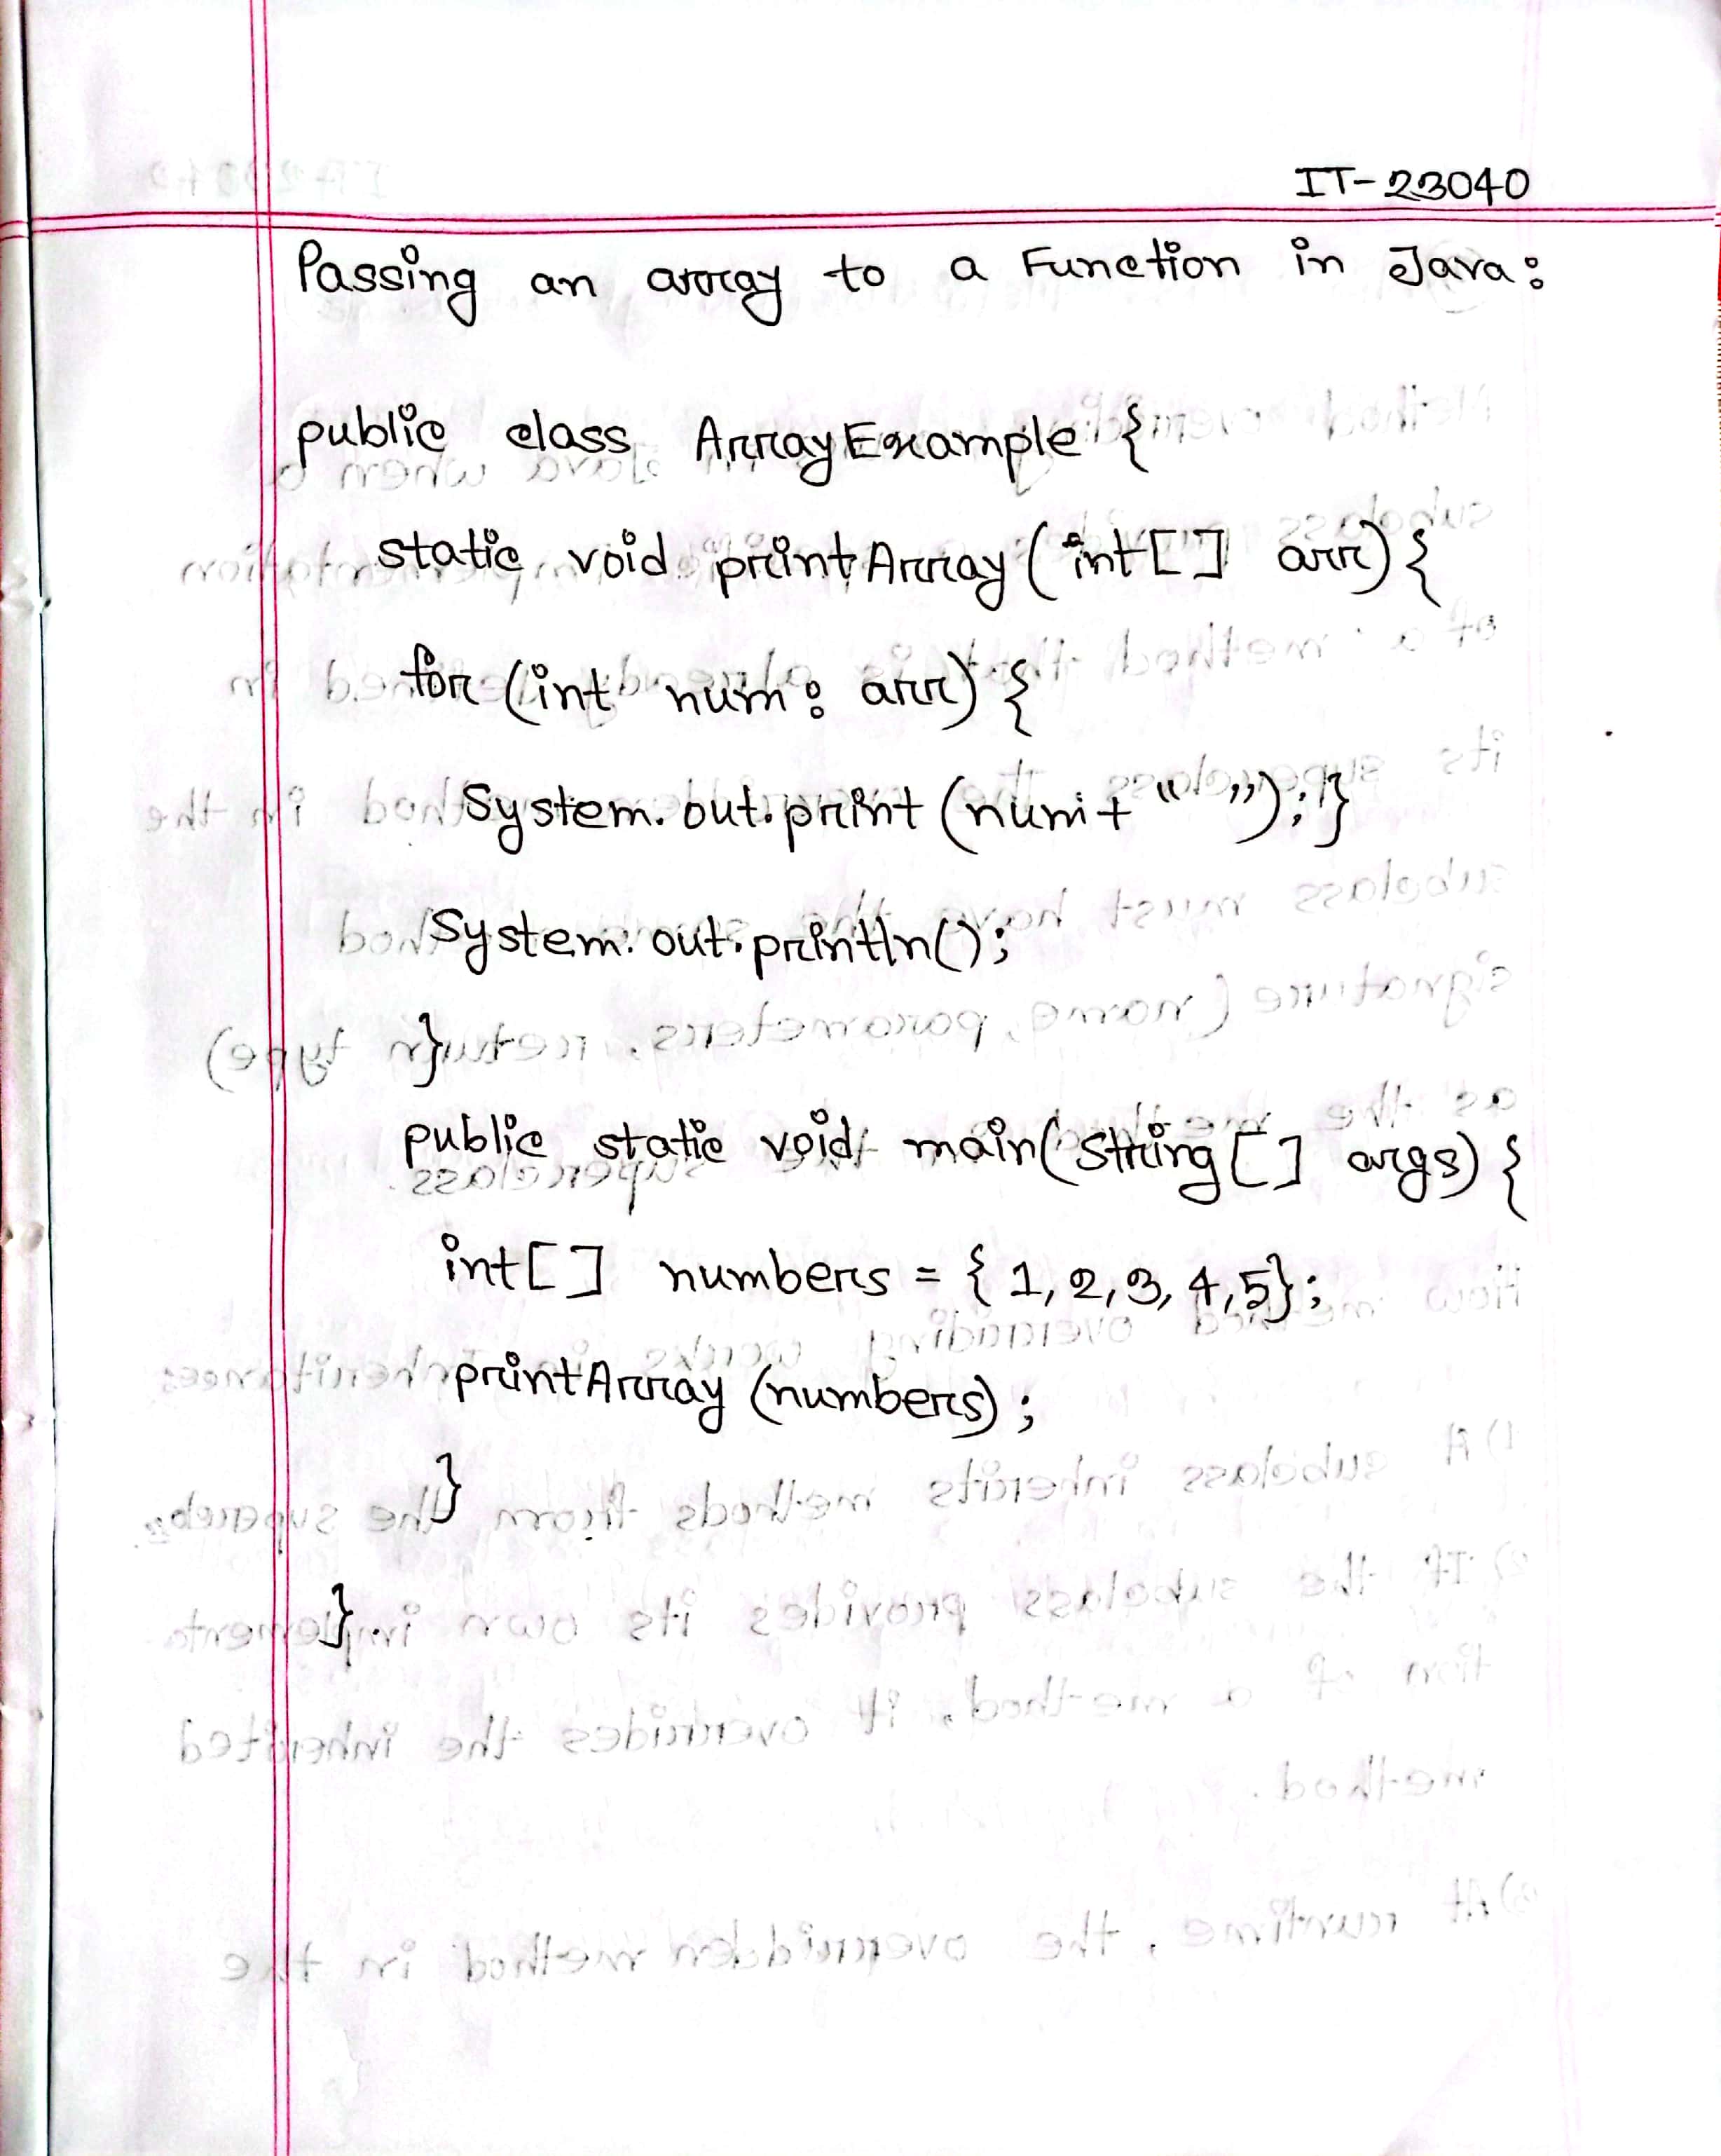 IT-23040
Passing an array to a Function in Java:
public class ArrayExample {
static void printArray (int[] arr) {
for (int num : arr) {
System.out.print (num + " "); }
System.out.println();
}
public static void main(String[] args) {
int[] numbers = {1, 2, 3, 4, 5};
printArray (numbers);
}
}